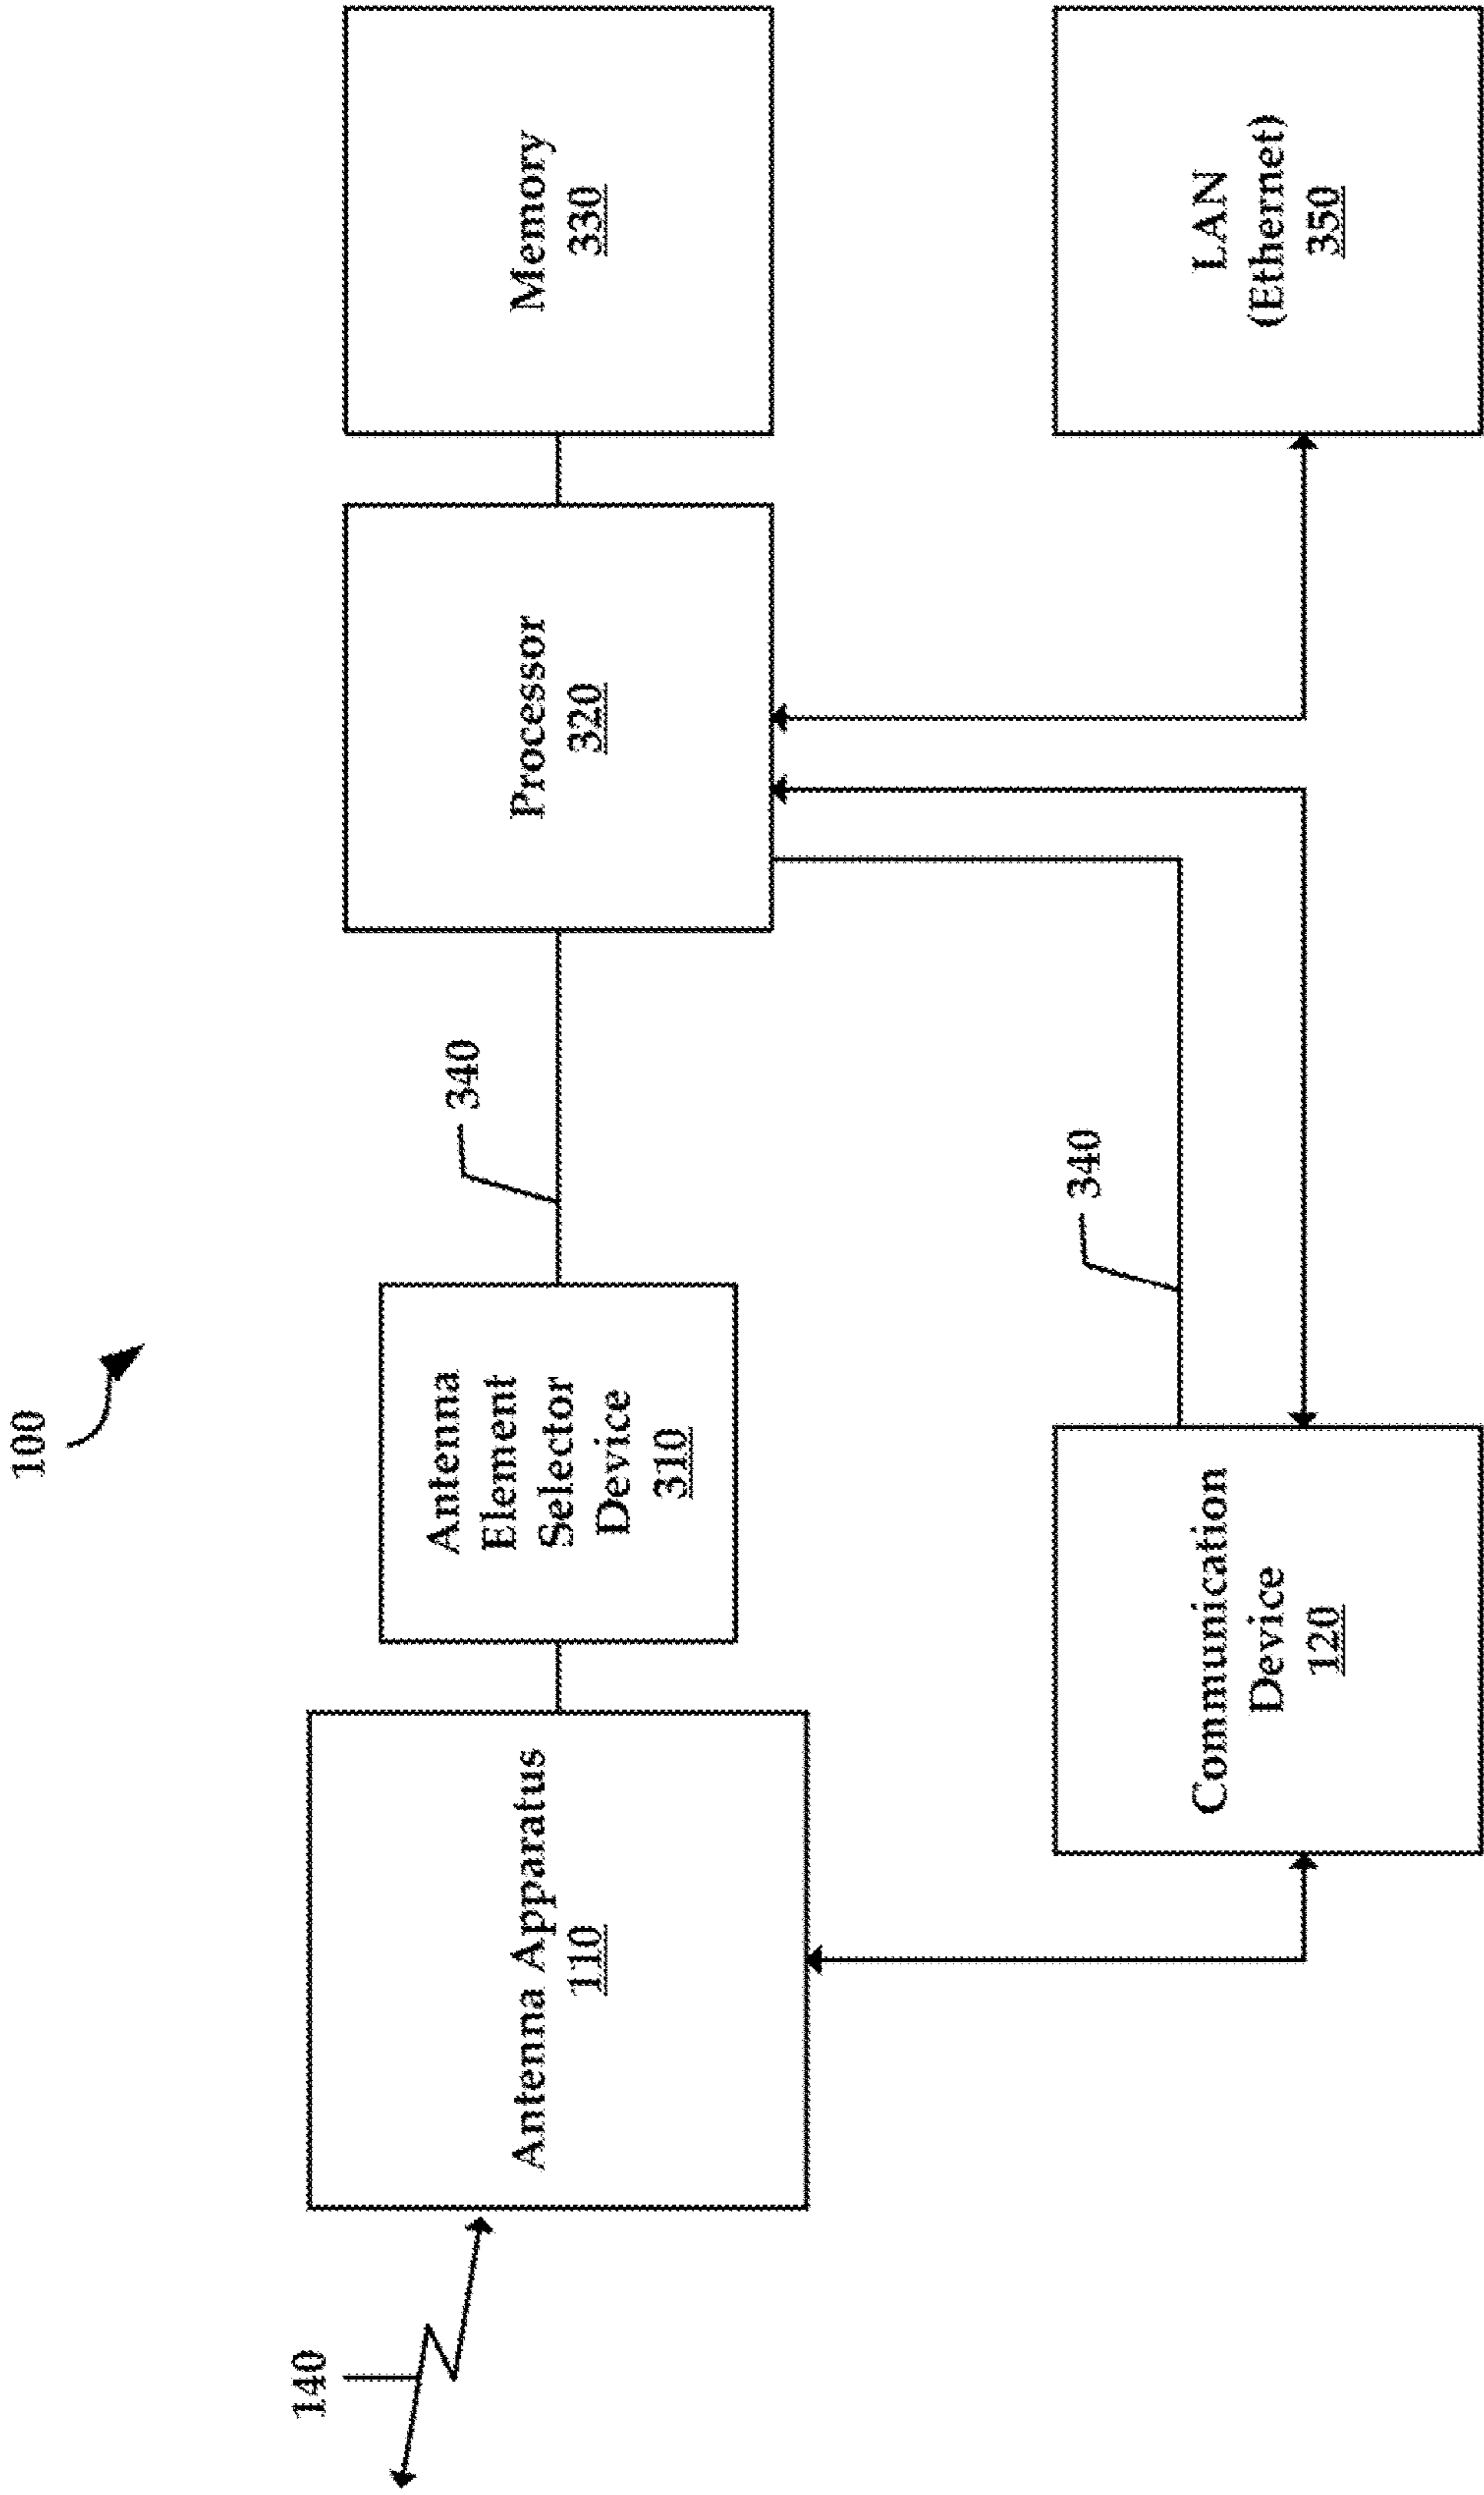 100
140
Antenna Apparatus
110
Antenna
Element
Selector
Device
310
340
Processor
320
Memory
330
Communication
Device
120
340
LAN
(Ethernet)
350